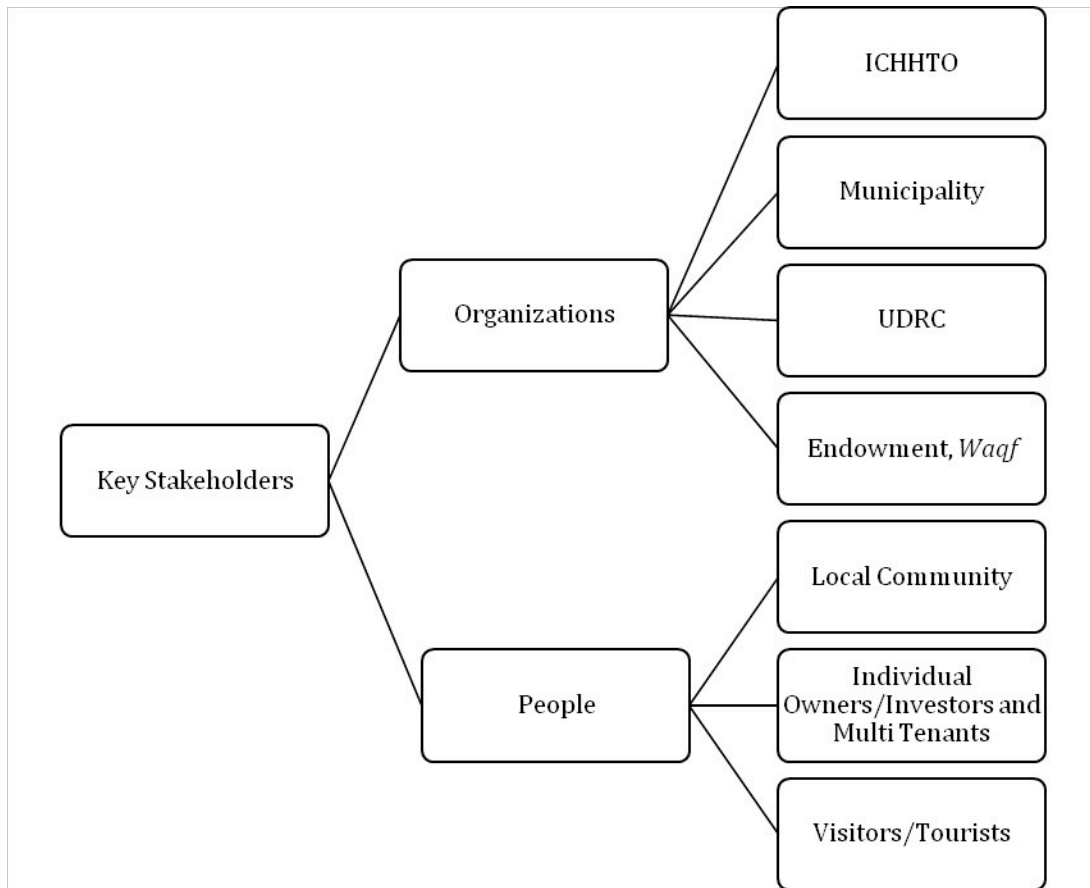 Key Stakeholders
Organizations
ICHHTO
Municipality
UDRC
Endowment, Waqf
People
Local Community
Individual
Owners/Investors and
Multi Tenants
Visitors/Tourists